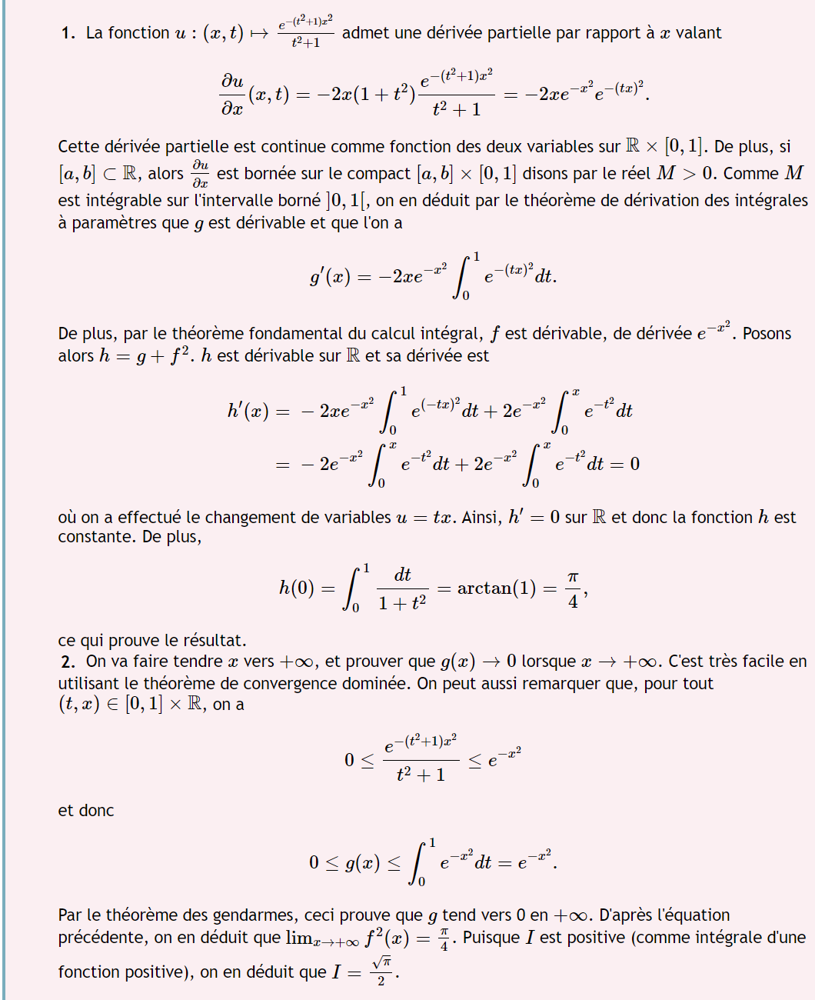 1. La fonction $u : (x, t) \mapsto \frac{e^{-(t^2+1)x^2}}{t^2+1}$ admet une dérivée partielle par rapport à $x$ valant
$\frac{\partial u}{\partial x}(x, t) = -2x(1 + t^2)\frac{e^{-(t^2+1)x^2}}{t^2 + 1} = -2xe^{-x^2}e^{-(tx)^2}.$
Cette dérivée partielle est continue comme fonction des deux variables sur $\mathbb{R} \times [0, 1]$. De plus, si
$[a, b] \subset \mathbb{R}$, alors $\frac{\partial u}{\partial x}$ est bornée sur le compact $[a, b] \times [0, 1]$ disons par le réel $M > 0$. Comme $M$
est intégrable sur l'intervalle borné $]0, 1[$, on en déduit par le théorème de dérivation des intégrales
à paramètres que $g$ est dérivable et que l'on a
$g'(x) = -2xe^{-x^2} \int_0^1 e^{-(tx)^2} dt.$
De plus, par le théorème fondamental du calcul intégral, $f$ est dérivable, de dérivée $e^{-x^2}$. Posons
alors $h = g + f^2$. $h$ est dérivable sur $\mathbb{R}$ et sa dérivée est
$h'(x) = -2xe^{-x^2} \int_0^1 e^{(-tx)^2} dt + 2e^{-x^2} \int_0^x e^{-t^2} dt$
$= -2e^{-x^2} \int_0^x e^{-t^2} dt + 2e^{-x^2} \int_0^x e^{-t^2} dt = 0$
où on a effectué le changement de variables $u = tx$. Ainsi, $h' = 0$ sur $\mathbb{R}$ et donc la fonction $h$ est
constante. De plus,
$h(0) = \int_0^1 \frac{dt}{1 + t^2} = \arctan(1) = \frac{\pi}{4},$
ce qui prouve le résultat.
2. On va faire tendre $x$ vers $+\infty$, et prouver que $g(x) \to 0$ lorsque $x \to +\infty$. C'est très facile en
utilisant le théorème de convergence dominée. On peut aussi remarquer que, pour tout
$(t, x) \in [0, 1] \times \mathbb{R}$, on a
$0 \leq \frac{e^{-(t^2+1)x^2}}{t^2 + 1} \leq e^{-x^2}$
et donc
$0 \leq g(x) \leq \int_0^1 e^{-x^2} dt = e^{-x^2}.$
Par le théorème des gendarmes, ceci prouve que $g$ tend vers 0 en $+\infty$. D'après l'équation
précédente, on en déduit que $\lim_{x \to +\infty} f^2(x) = \frac{\pi}{4}$. Puisque $I$ est positive (comme intégrale d'une
fonction positive), on en déduit que $I = \frac{\sqrt{\pi}}{2}$.